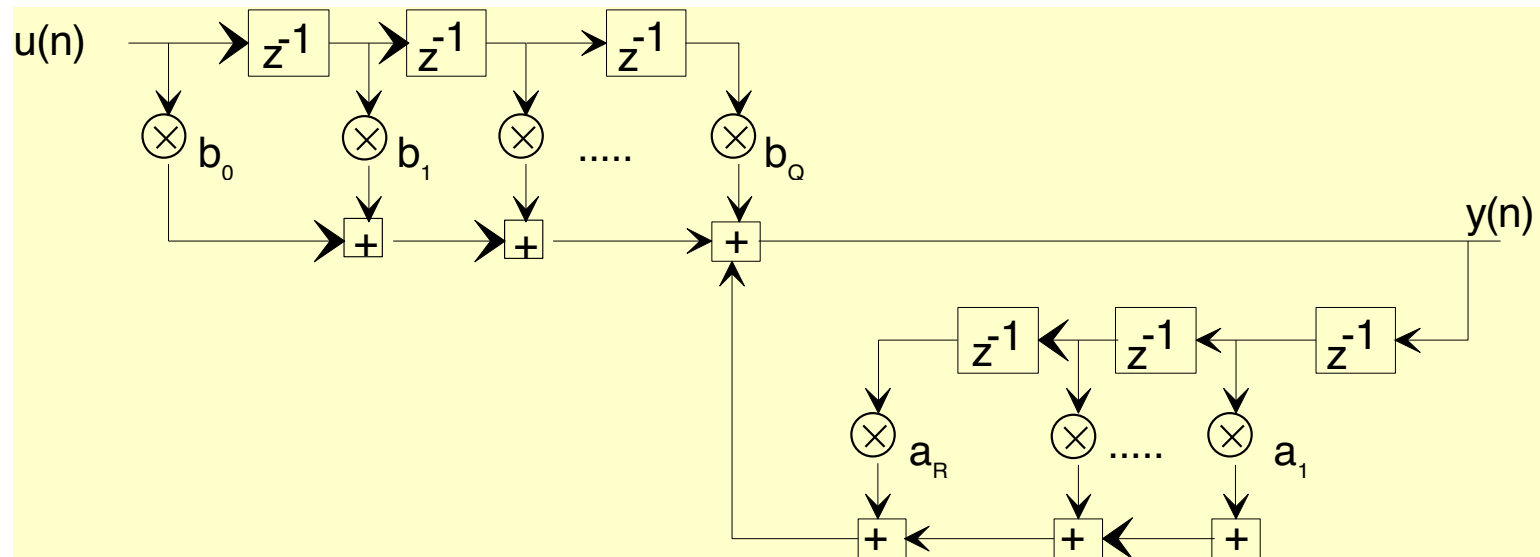 u(n) z-1 z-1 z-1
b0 b1 ..... bQ
+ + +
y(n)
z-1 z-1 z-1
aR ..... a1
+ + +